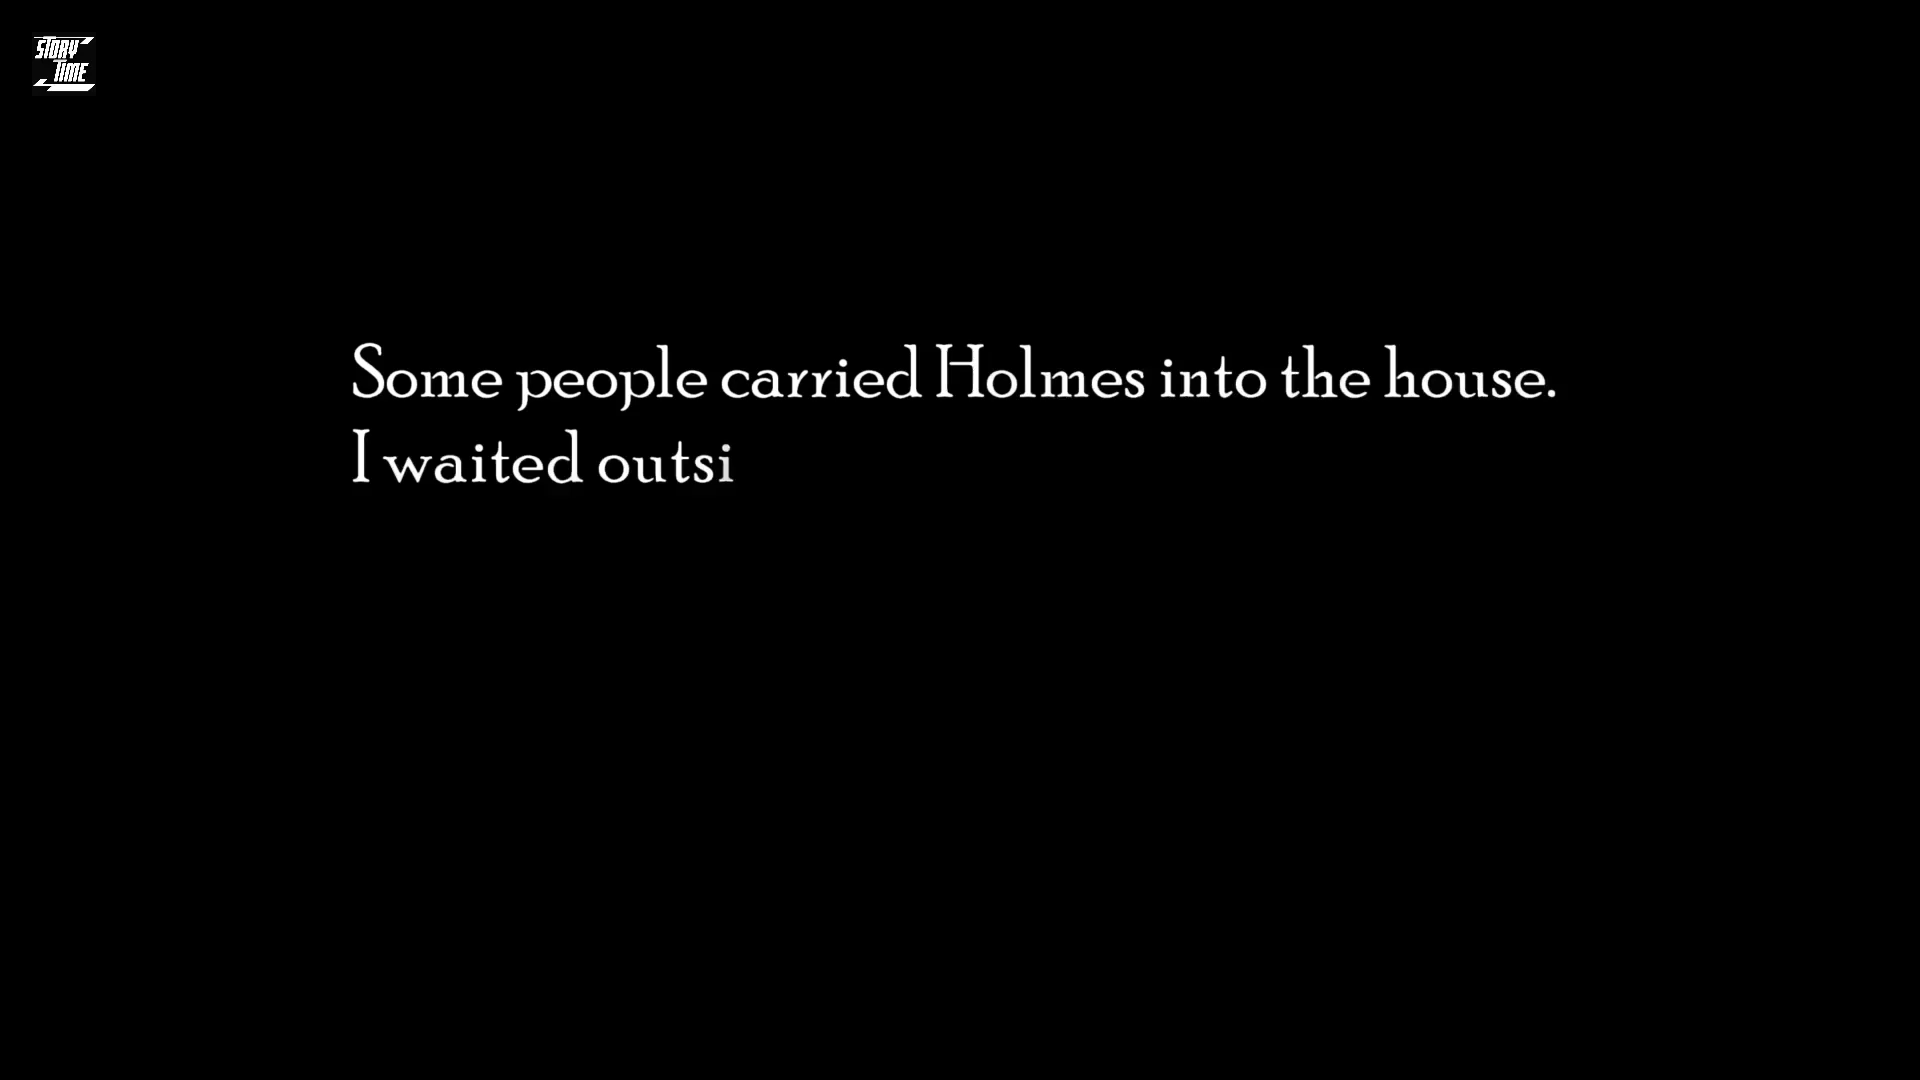 STORY
TIME
Some people carried Holmes into the house.
I waited outsi